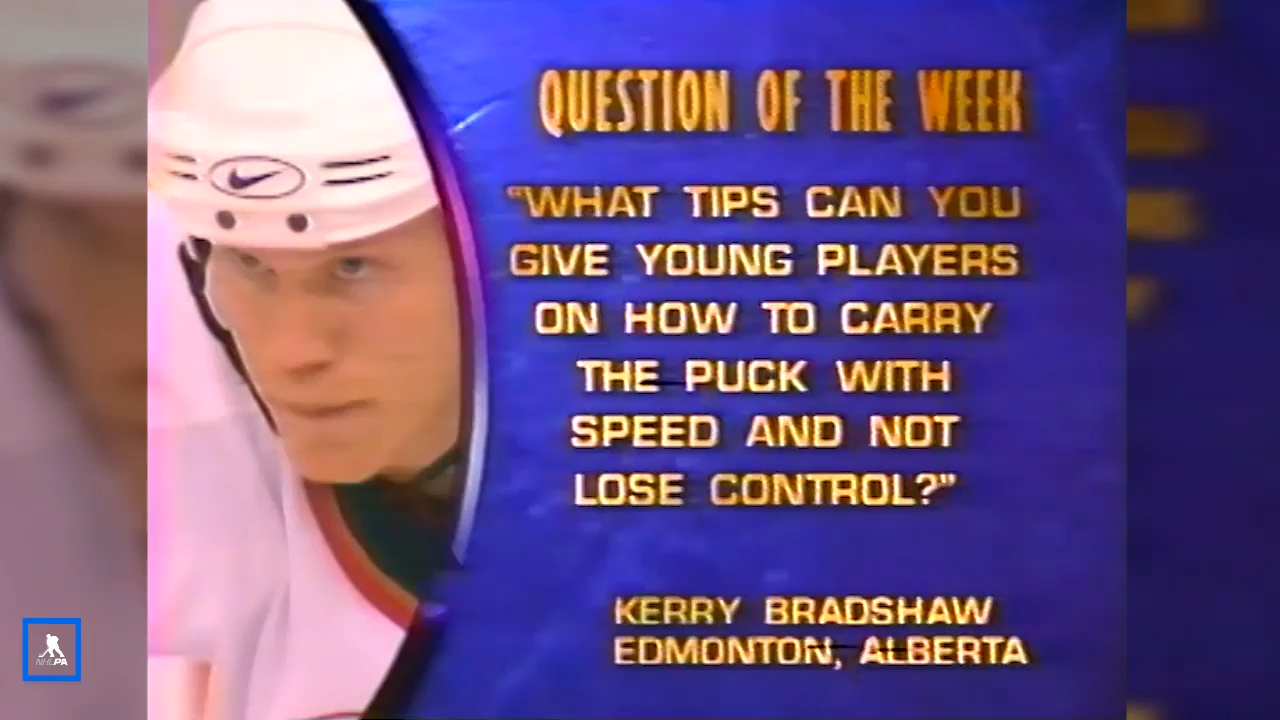 QUESTION OF THE WEEK
"WHAT TIPS CAN YOU
GIVE YOUNG PLAYERS
ON HOW TO CARRY
THE PUCK WITH
SPEED AND NOT
LOSE CONTROL?"
KERRY BRADSHAW
EDMONTON, ALBERTA
NHLPA